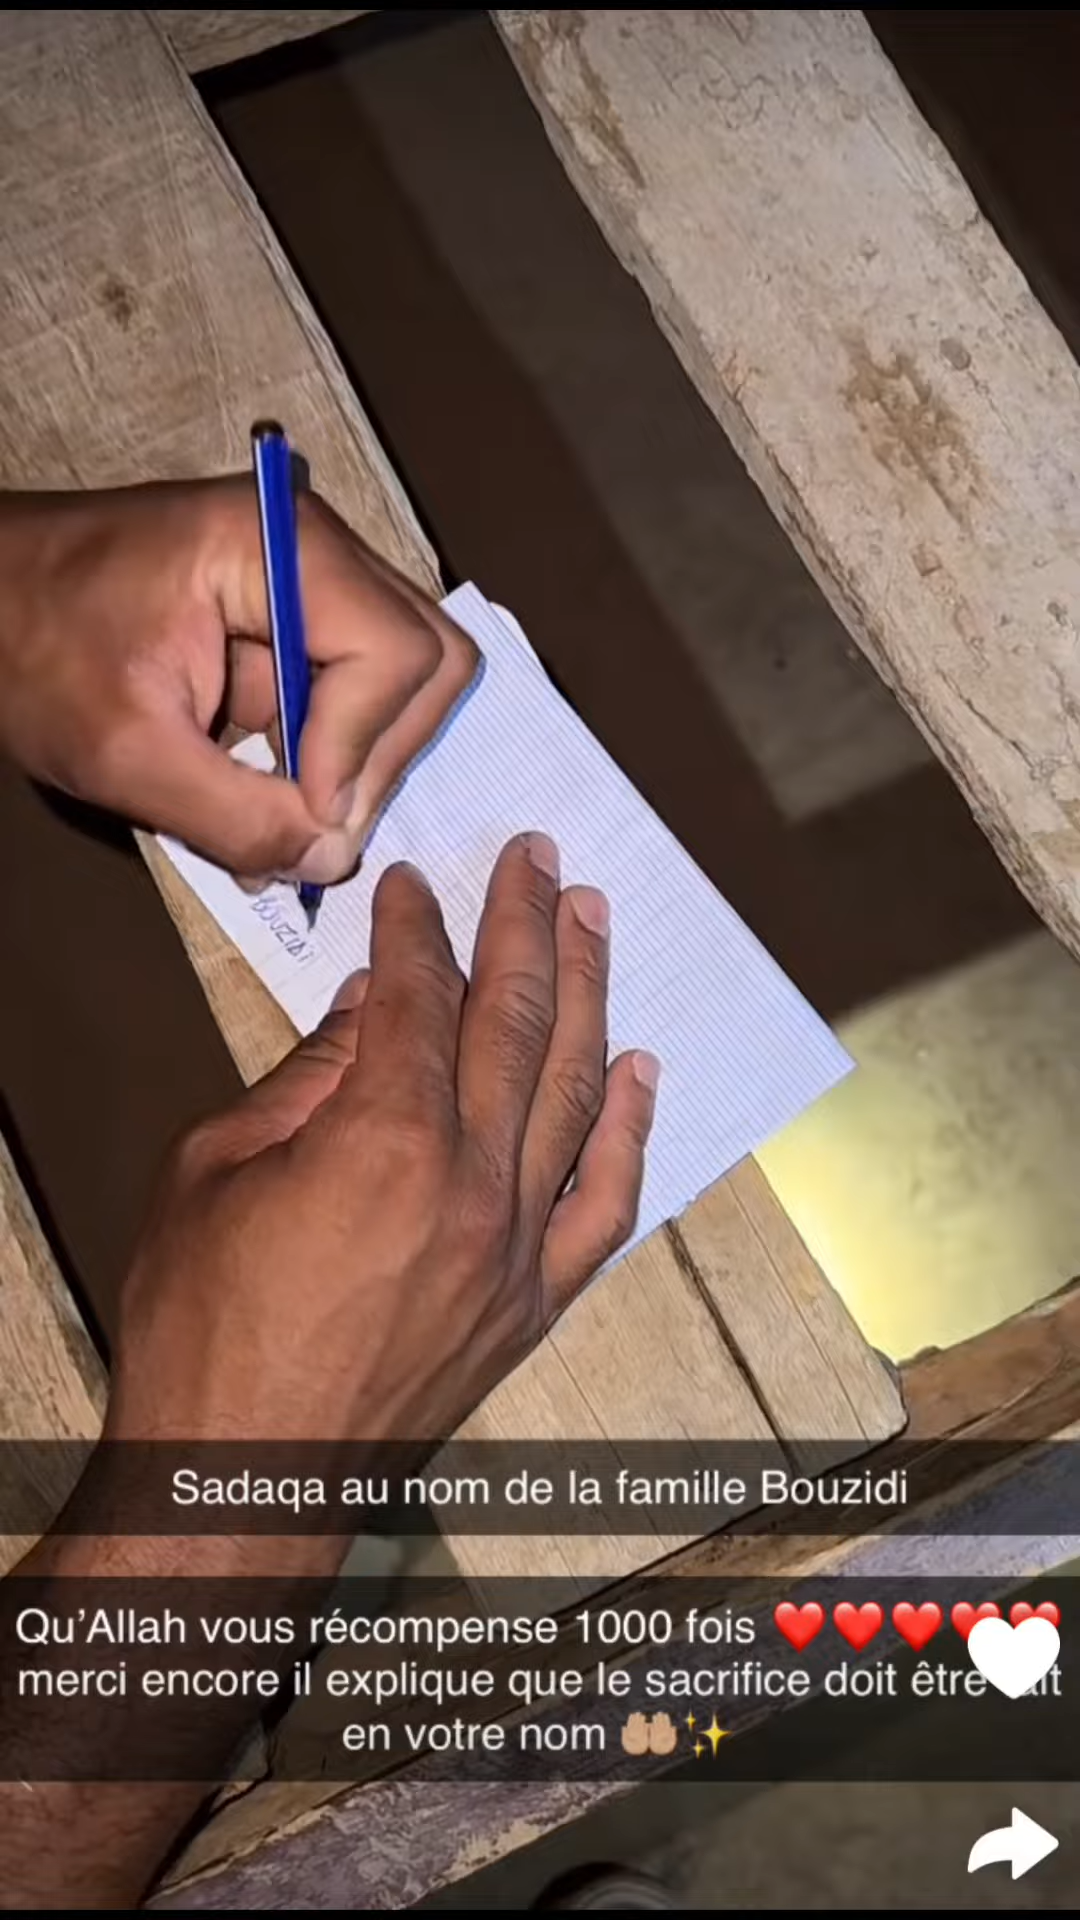 BOUZIDI
Sadaqa au nom de la famille Bouzidi
Qu’Allah vous récompense 1000 fois ❤️❤️❤️❤️❤️
merci encore il explique que le sacrifice doit être
en votre nom 🤲🏼✨